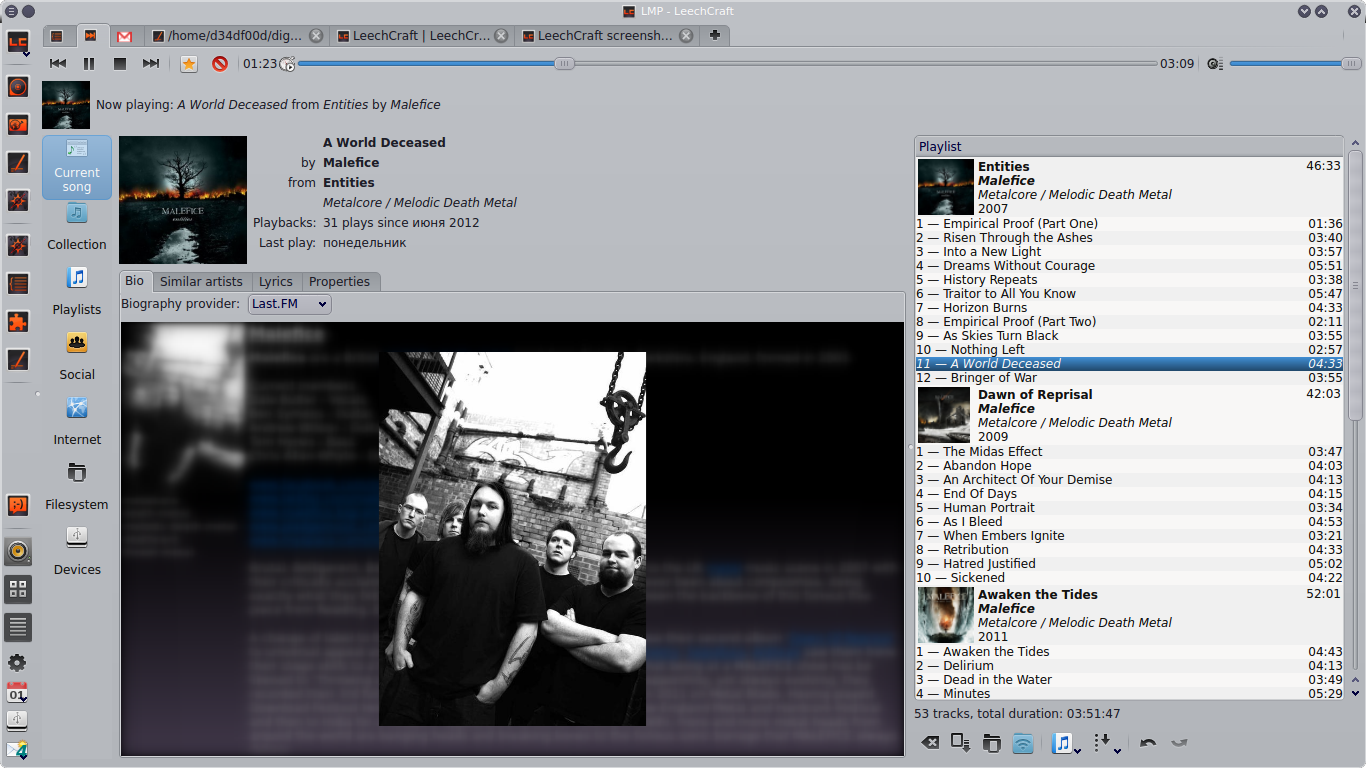 LMP - LeechCraft
/home/d34df00d/dig...
LeechCraft | LeechCr...
LeechCraft screensh...
01:23
03:09
Now playing: A World Deceased from Entities by Malefice
Current
song
Collection
Playlists
Social
Internet
Filesystem
Devices
MALEFICE
entities
A World Deceased
by Malefice
from Entities
Metalcore / Melodic Death Metal
Playbacks: 31 plays since июня 2012
Last play: понедельник
Bio Similar artists Lyrics Properties
Biography provider: Last.FM
Playlist
Entities 46:33
Malefice
Metalcore / Melodic Death Metal
2007
1 — Empirical Proof (Part One) 01:36
2 — Risen Through the Ashes 03:40
3 — Into a New Light 03:57
4 — Dreams Without Courage 05:51
5 — History Repeats 03:38
6 — Traitor to All You Know 05:47
7 — Horizon Burns 04:33
8 — Empirical Proof (Part Two) 02:11
9 — As Skies Turn Black 03:55
10 — Nothing Left 02:57
11 — A World Deceased 04:33
12 — Bringer of War 03:55
Dawn of Reprisal 42:03
Malefice
Metalcore / Melodic Death Metal
2009
1 — The Midas Effect 03:47
2 — Abandon Hope 04:03
3 — An Architect Of Your Demise 04:13
4 — End Of Days 04:15
5 — Human Portrait 03:34
6 — As I Bleed 04:53
7 — When Embers Ignite 03:21
8 — Retribution 04:33
9 — Hatred Justified 05:02
10 — Sickened 04:22
Awaken the Tides 52:01
Malefice
Metalcore / Melodic Death Metal
2011
1 — Awaken the Tides 04:43
2 — Delirium 04:13
3 — Dead in the Water 03:49
4 — Minutes 05:29
53 tracks, total duration: 03:51:47
LC
01
4